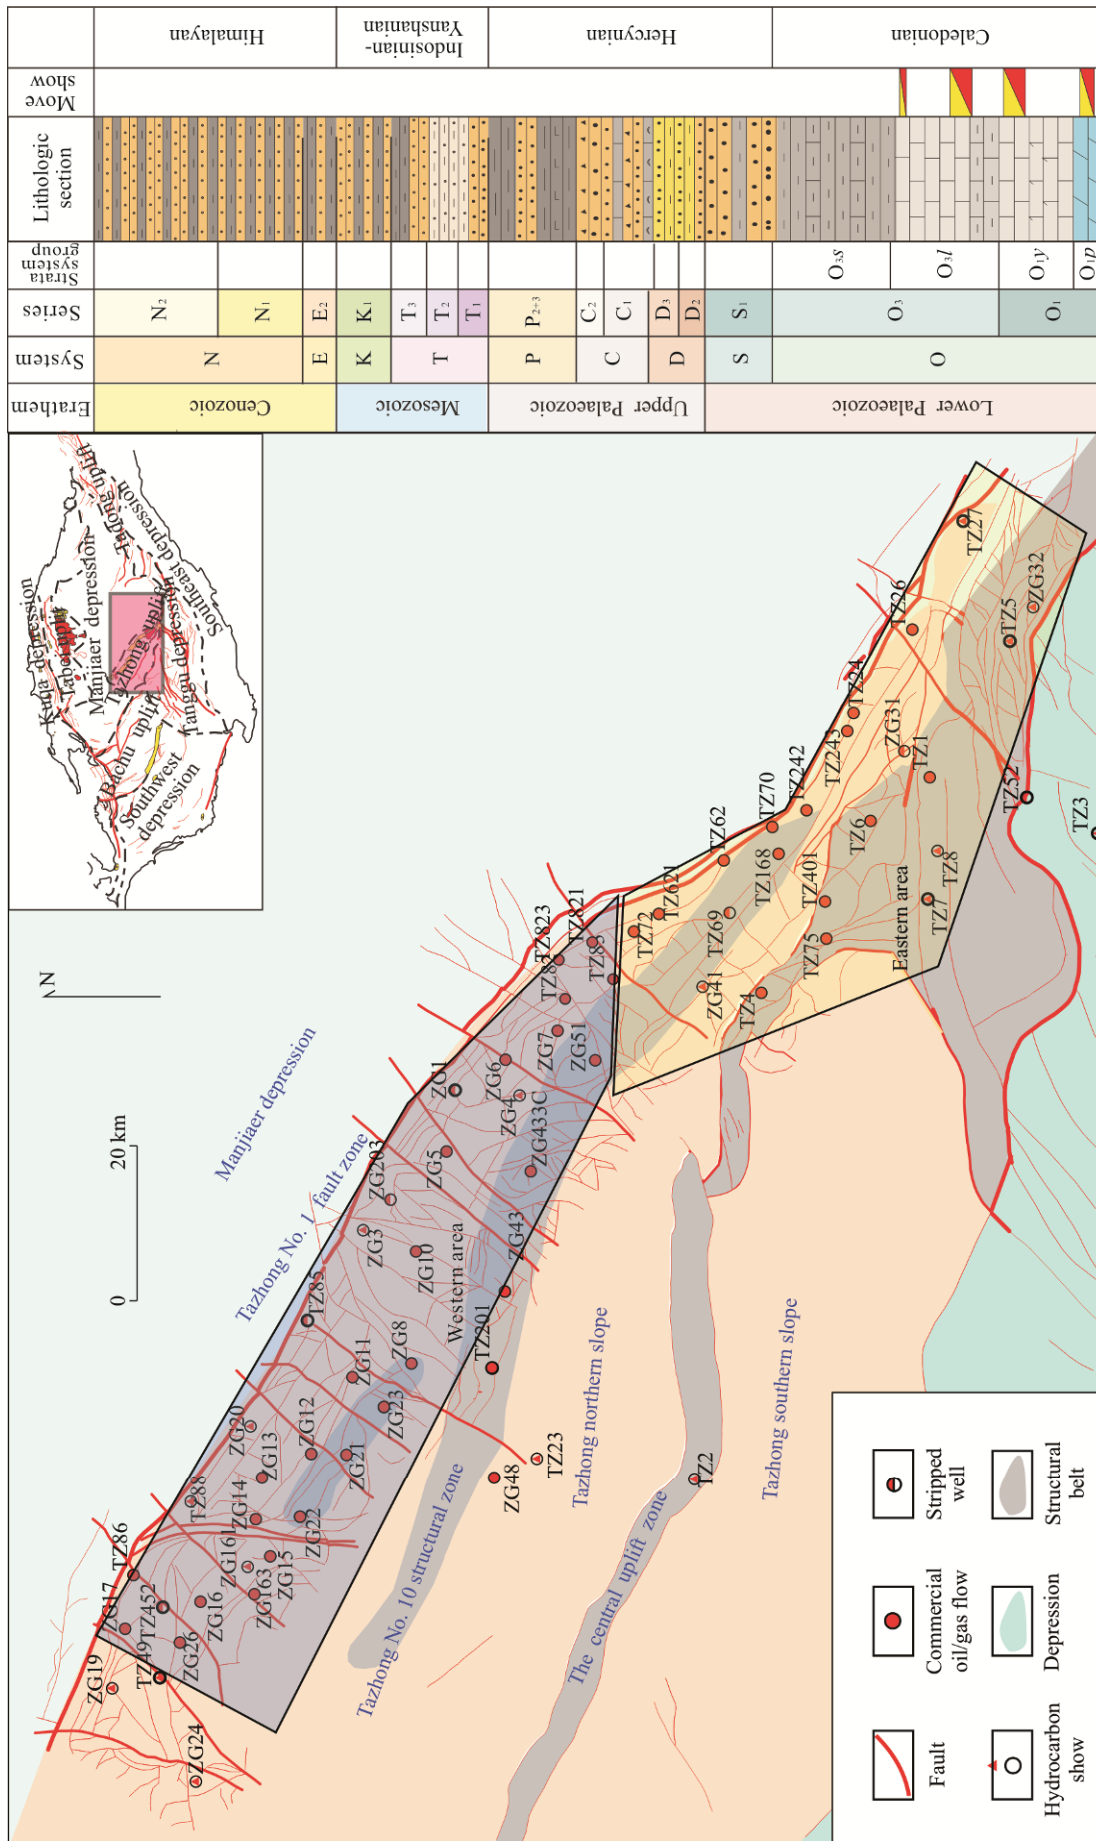 Erathem
System
Series
Strata
system
group
Lithologic
section
Move
show
Cenozoic
N
N₂
N₁
E
E₂
Himalayan
Mesozoic
K
K₁
T
T₃
T₂
T₁
Indosinian-
Yanshanian
Upper Palaeozoic
P
P₂₊₃
C
C₂
C₁
D
D₃
D₂
Hercynian
Lower Palaeozoic
S
S₁
O
O₃
O₁
O₃s
O₃l
O₁y
O₁p
Caledonian
Kuqa depression
Tabei uplift
Manjiaer depression
Tadong uplift
Bachu uplift
Tazhong uplift
Southwest
depression
Tanggu depression
Southeast depression
N
0
20 km
Manjiaer depression
Tazhong No. 1 fault zone
Tazhong No. 10 structural zone
Tazhong northern slope
The central uplift zone
Tazhong southern slope
Western area
Eastern area
ZG19
ZG24
ZG17
TZ86
TZ49
TZ452
ZG26
ZG16
TZ88
ZG161
ZG163
ZG15
ZG14
ZG13
ZG20
ZG22
ZG12
ZG21
ZG11
ZG23
ZG8
TZ85
ZG3
ZG203
ZG10
ZG5
ZG1
ZG6
ZG4
ZG433C
ZG43
TZ201
ZG48
TZ23
TZ2
ZG7
ZG51
TZ82
TZ823
TZ821
TZ83
TZ72
TZ621
TZ62
TZ69
ZG41
TZ4
TZ70
TZ168
TZ242
TZ401
TZ75
TZ243
TZ24
TZ6
ZG31
TZ1
TZ7
TZ8
TZ26
TZ27
TZ5
ZG32
TZ52
TZ3
Fault
Commercial
oil/gas flow
Stripped
well
Hydrocarbon
show
Depression
Structural
belt